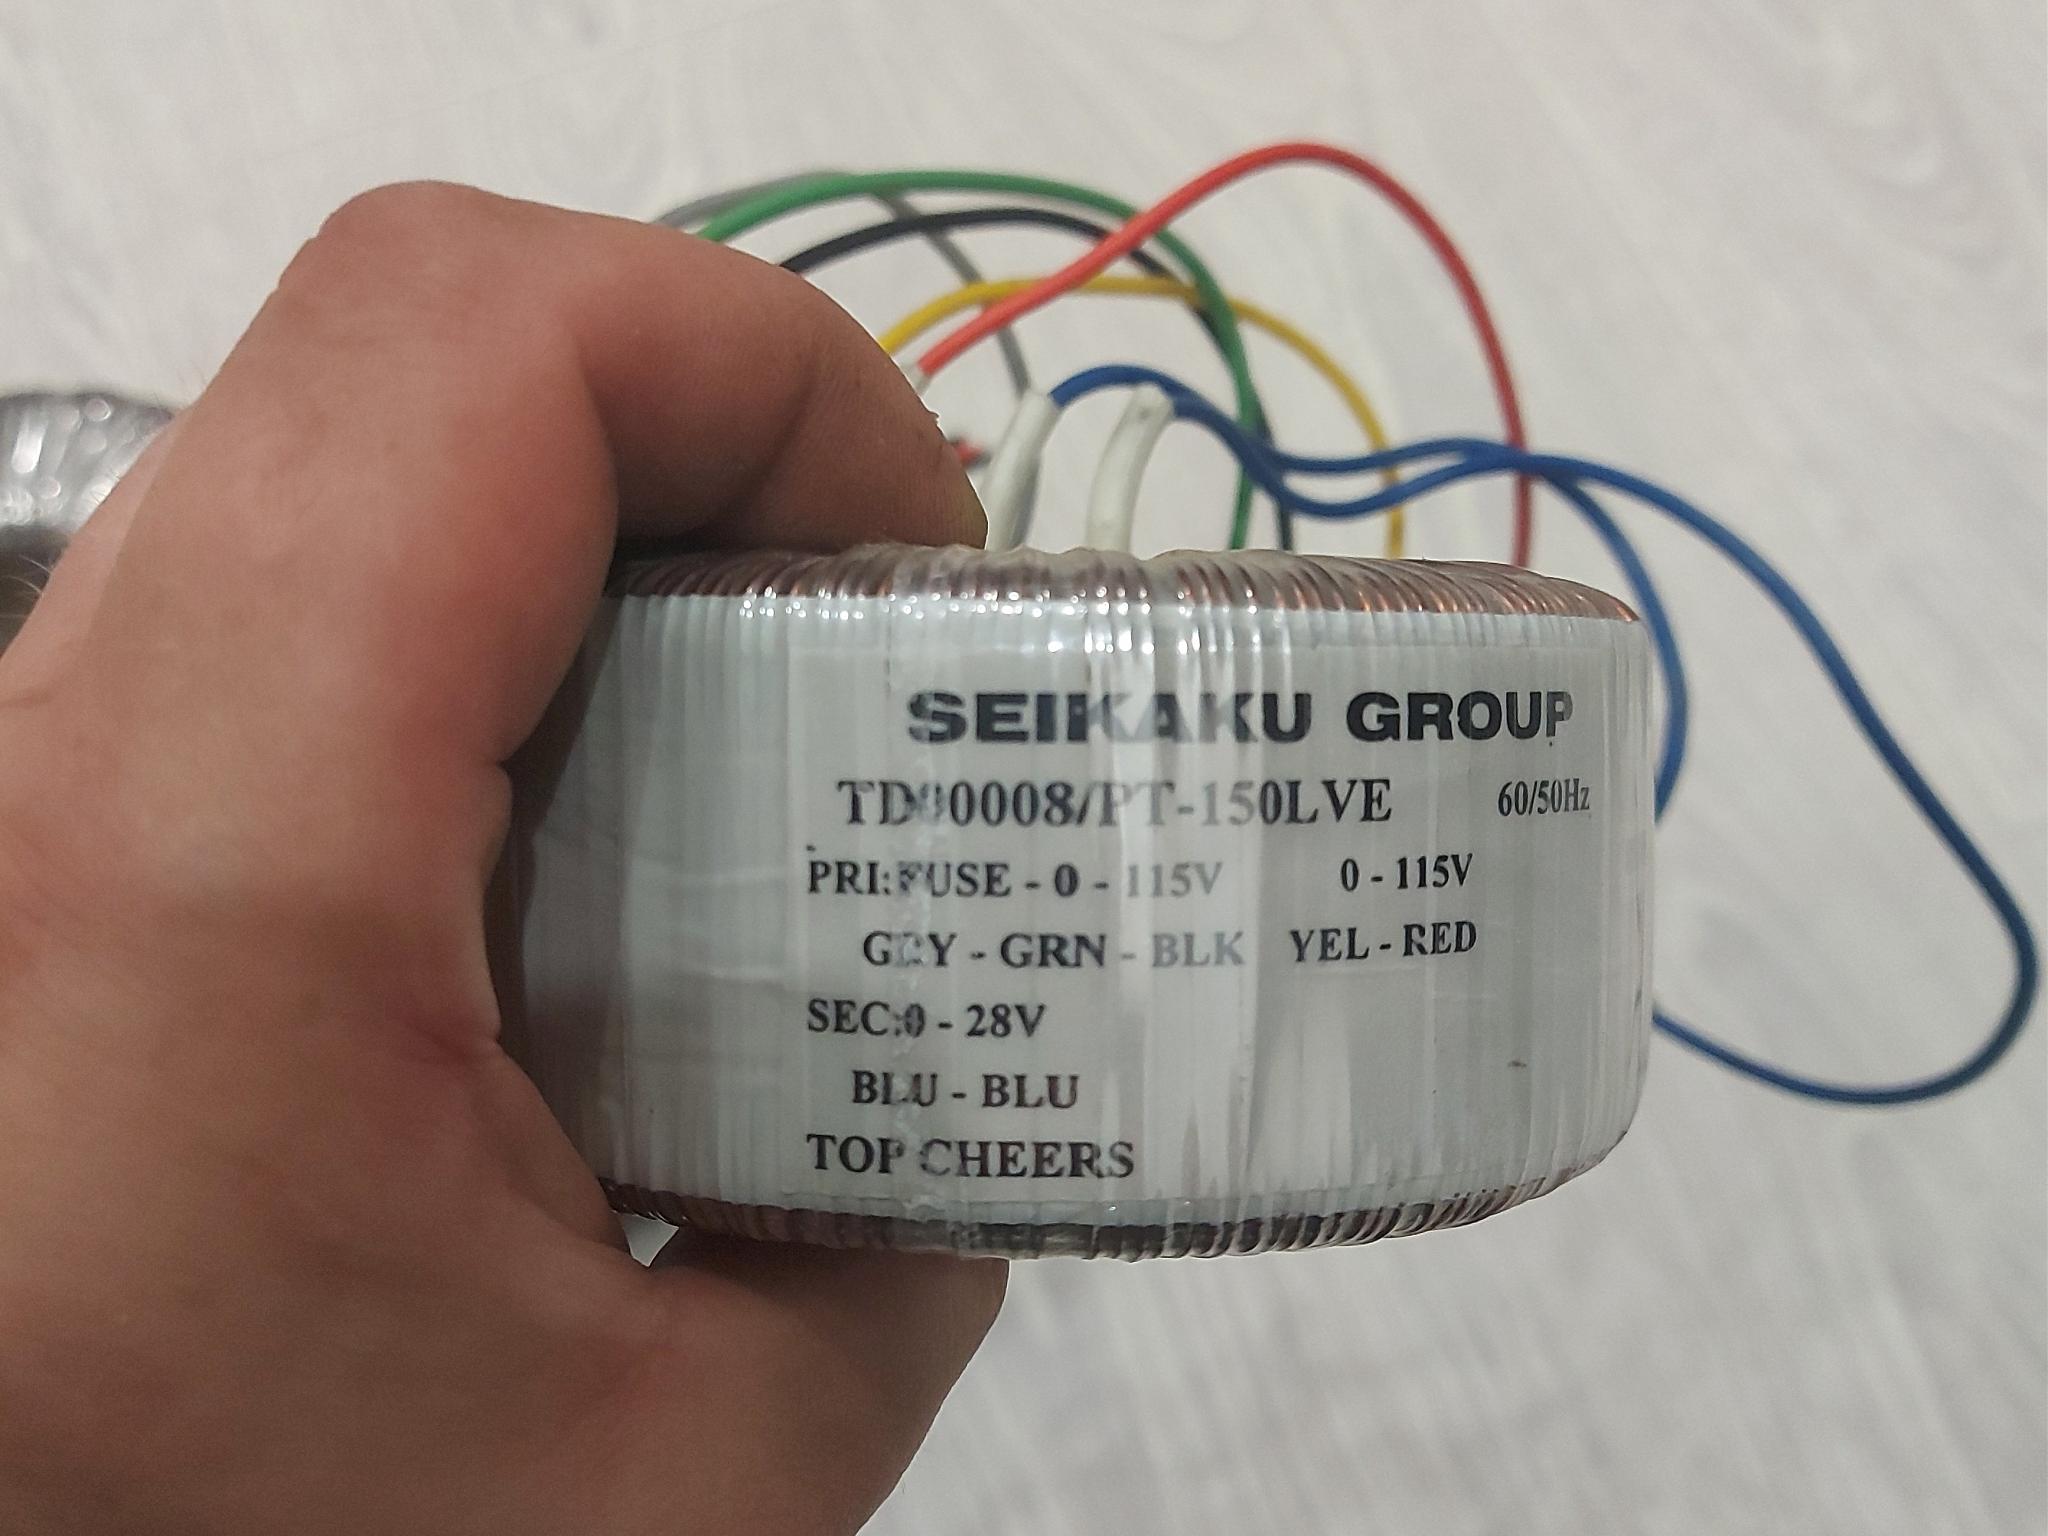 SEIKAKU GROUP
TD00008/PT-150LVE 60/50Hz
PRI:FUSE - 0 - 115V 0 - 115V
GRY - GRN - BLK YEL - RED
SEC:0 - 28V
BLU - BLU
TOP CHEERS